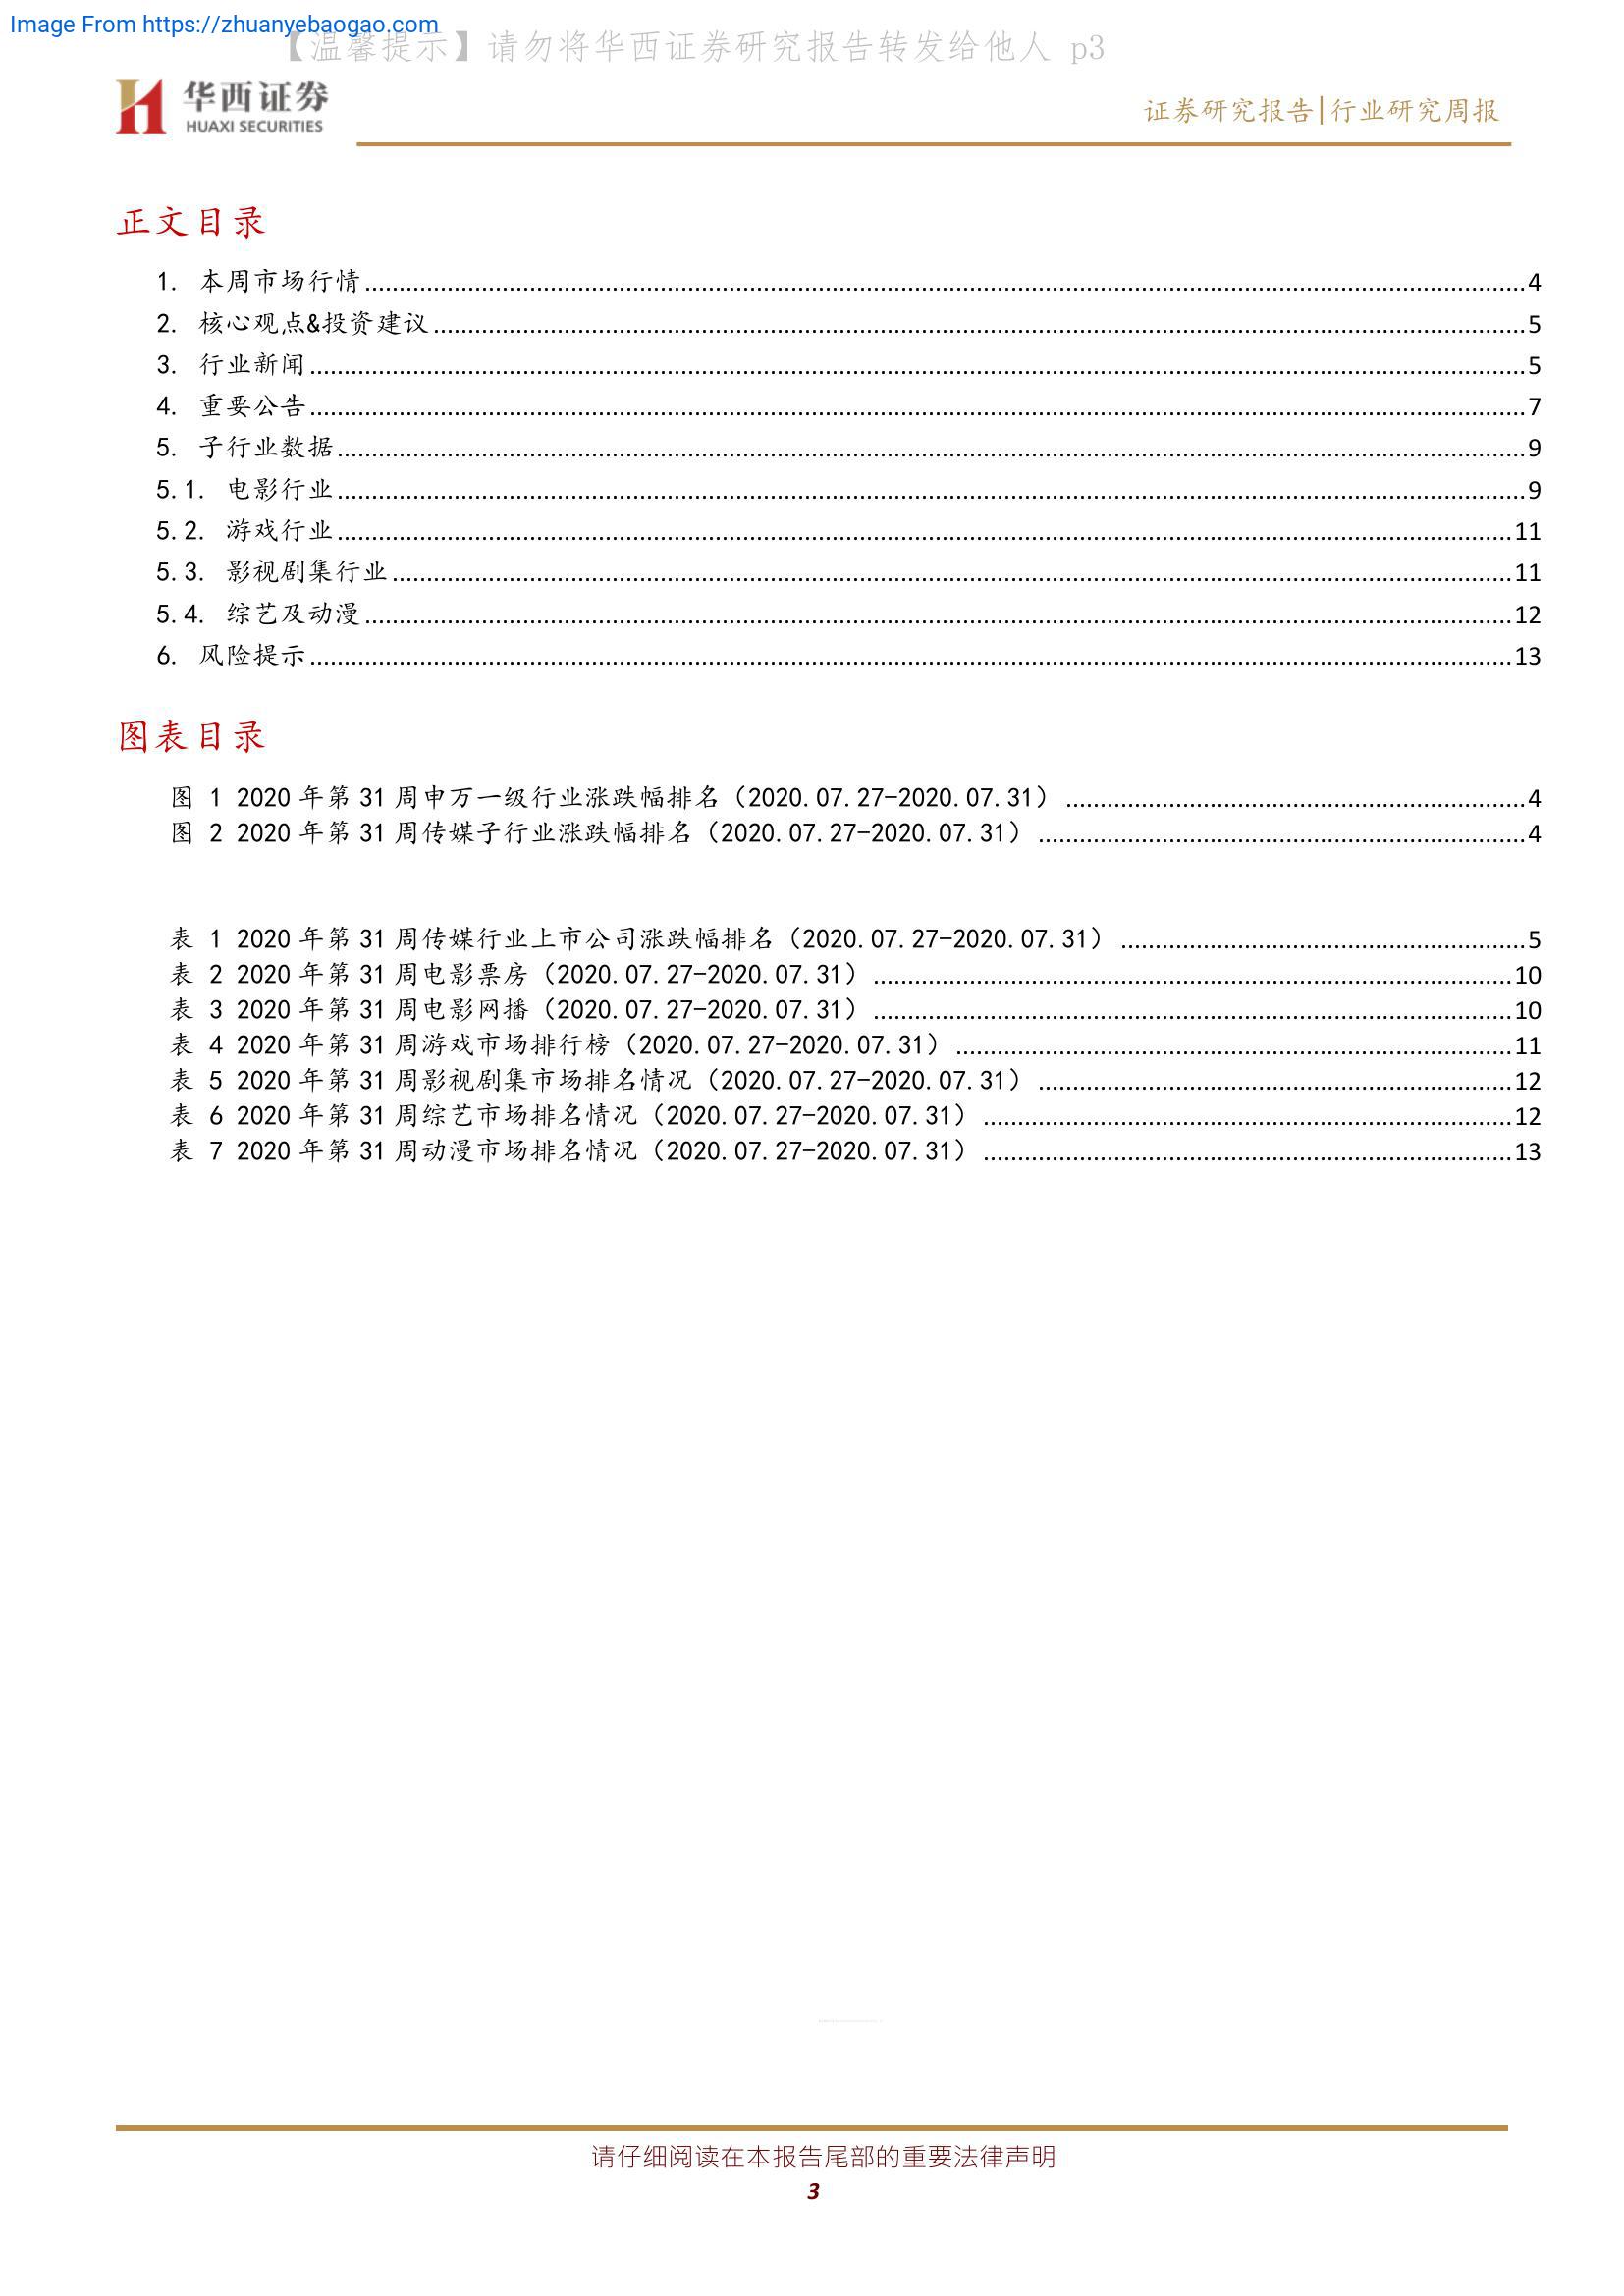 Image From https://zhuanyebaogao.com
【温馨提示】请勿将华西证券研究报告转发给他人 p3
华西证券
HUAXI SECURITIES
证券研究报告|行业研究周报
正文目录
1. 本周市场行情 4
2. 核心观点&投资建议 5
3. 行业新闻 5
4. 重要公告 7
5. 子行业数据 9
5.1. 电影行业 9
5.2. 游戏行业 11
5.3. 影视剧集行业 11
5.4. 综艺及动漫 12
6. 风险提示 13
图表目录
图 1 2020 年第 31 周申万一级行业涨跌幅排名（2020.07.27-2020.07.31） 4
图 2 2020 年第 31 周传媒子行业涨跌幅排名（2020.07.27-2020.07.31） 4
表 1 2020 年第 31 周传媒行业上市公司涨跌幅排名（2020.07.27-2020.07.31） 5
表 2 2020 年第 31 周电影票房（2020.07.27-2020.07.31） 10
表 3 2020 年第 31 周电影网播（2020.07.27-2020.07.31） 10
表 4 2020 年第 31 周游戏市场排行榜（2020.07.27-2020.07.31） 11
表 5 2020 年第 31 周影视剧集市场排名情况（2020.07.27-2020.07.31） 12
表 6 2020 年第 31 周综艺市场排名情况（2020.07.27-2020.07.31） 12
表 7 2020 年第 31 周动漫市场排名情况（2020.07.27-2020.07.31） 13
请仔细阅读在本报告尾部的重要法律声明
3